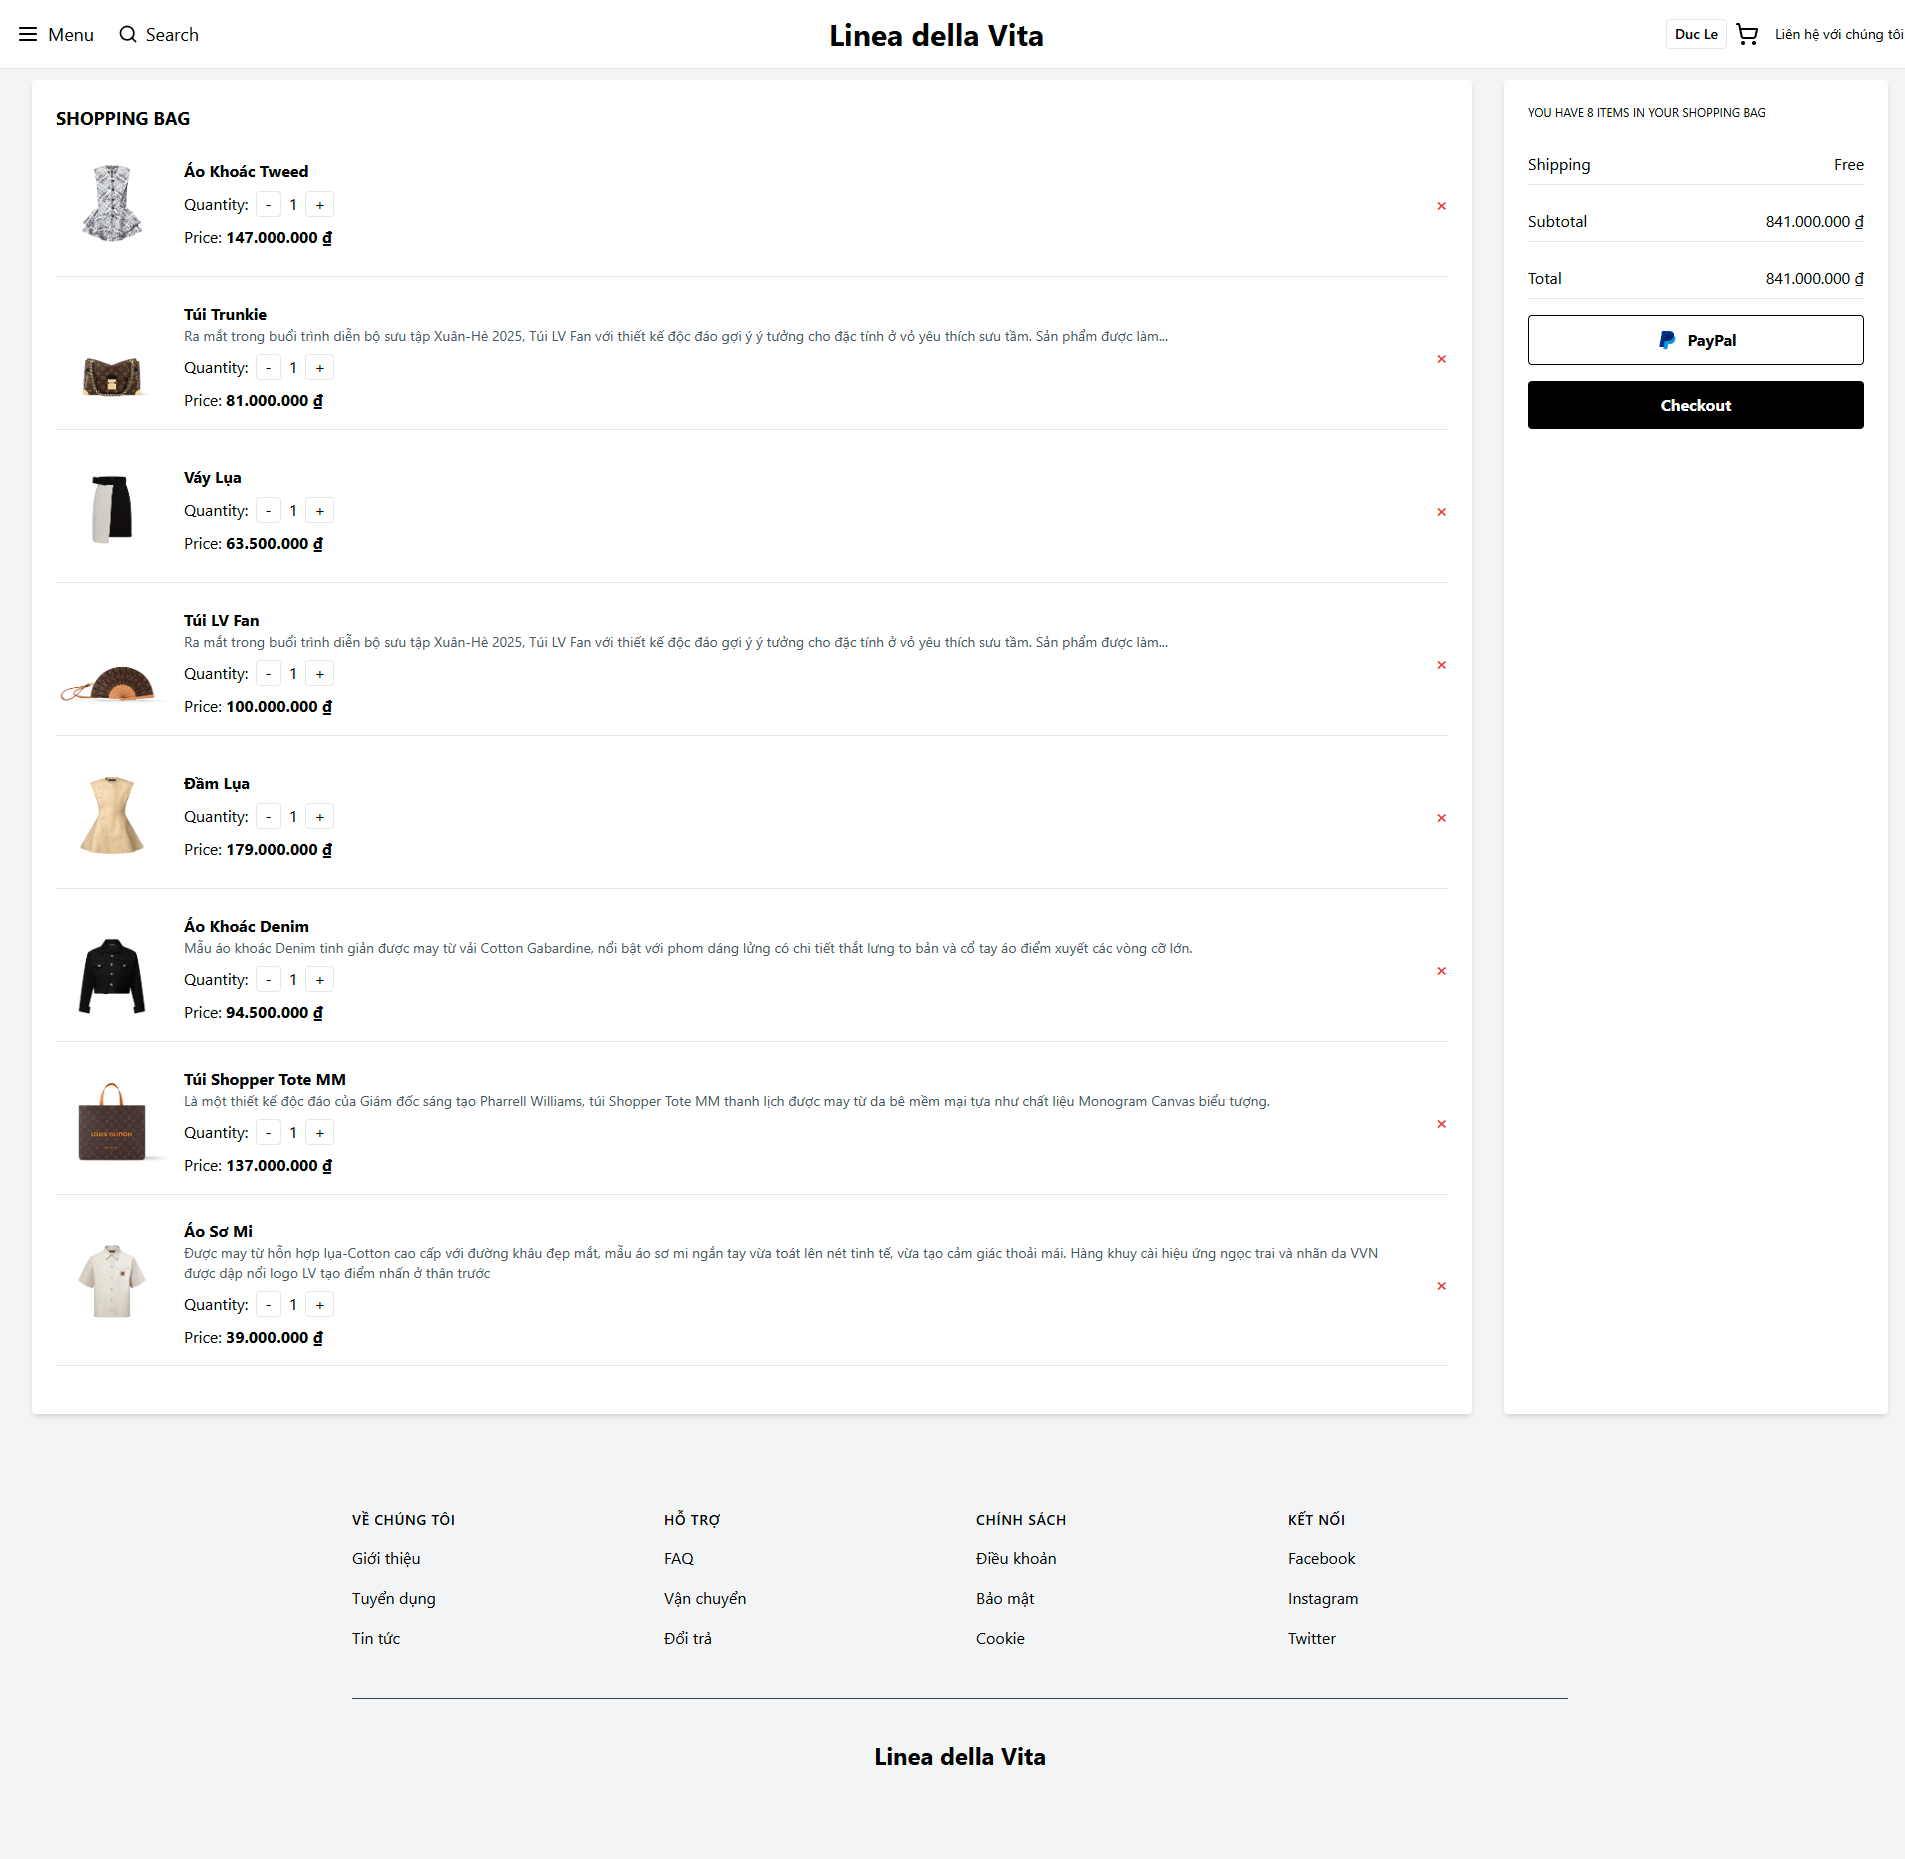 Menu
Search
Linea della Vita
Duc Le
Liên hệ với chúng tôi
SHOPPING BAG
Áo Khoác Tweed
Quantity: - 1 +
Price: 147.000.000 ₫
×
Túi Trunkie
Ra mắt trong buổi trình diễn bộ sưu tập Xuân-Hè 2025, Túi LV Fan với thiết kế độc đáo gợi ý ý tưởng cho đặc tính ở vỏ yêu thích sưu tầm. Sản phẩm được làm...
Quantity: - 1 +
Price: 81.000.000 ₫
×
Váy Lụa
Quantity: - 1 +
Price: 63.500.000 ₫
×
Túi LV Fan
Ra mắt trong buổi trình diễn bộ sưu tập Xuân-Hè 2025, Túi LV Fan với thiết kế độc đáo gợi ý ý tưởng cho đặc tính ở vỏ yêu thích sưu tầm. Sản phẩm được làm...
Quantity: - 1 +
Price: 100.000.000 ₫
×
Đầm Lụa
Quantity: - 1 +
Price: 179.000.000 ₫
×
Áo Khoác Denim
Mẫu áo khoác Denim tinh giản được may từ vải Cotton Gabardine, nổi bật với phom dáng lửng có chi tiết thắt lưng to bản và cổ tay áo điểm xuyết các vòng cỡ lớn.
Quantity: - 1 +
Price: 94.500.000 ₫
×
LOUIS VUITTON
Túi Shopper Tote MM
Là một thiết kế độc đáo của Giám đốc sáng tạo Pharrell Williams, túi Shopper Tote MM thanh lịch được may từ da bê mềm mại tựa như chất liệu Monogram Canvas biểu tượng.
Quantity: - 1 +
Price: 137.000.000 ₫
×
Áo Sơ Mi
Được may từ hỗn hợp lụa-Cotton cao cấp với đường khâu đẹp mắt, mẫu áo sơ mi ngắn tay vừa toát lên nét tinh tế, vừa tạo cảm giác thoải mái. Hàng khuy cài hiệu ứng ngọc trai và nhãn da VVN
được dập nổi logo LV tạo điểm nhấn ở thân trước
Quantity: - 1 +
Price: 39.000.000 ₫
×
YOU HAVE 8 ITEMS IN YOUR SHOPPING BAG
Shipping Free
Subtotal 841.000.000 ₫
Total 841.000.000 ₫
PayPal
Checkout
VỀ CHÚNG TÔI
Giới thiệu
Tuyển dụng
Tin tức
HỖ TRỢ
FAQ
Vận chuyển
Đổi trả
CHÍNH SÁCH
Điều khoản
Bảo mật
Cookie
KẾT NỐI
Facebook
Instagram
Twitter
Linea della Vita